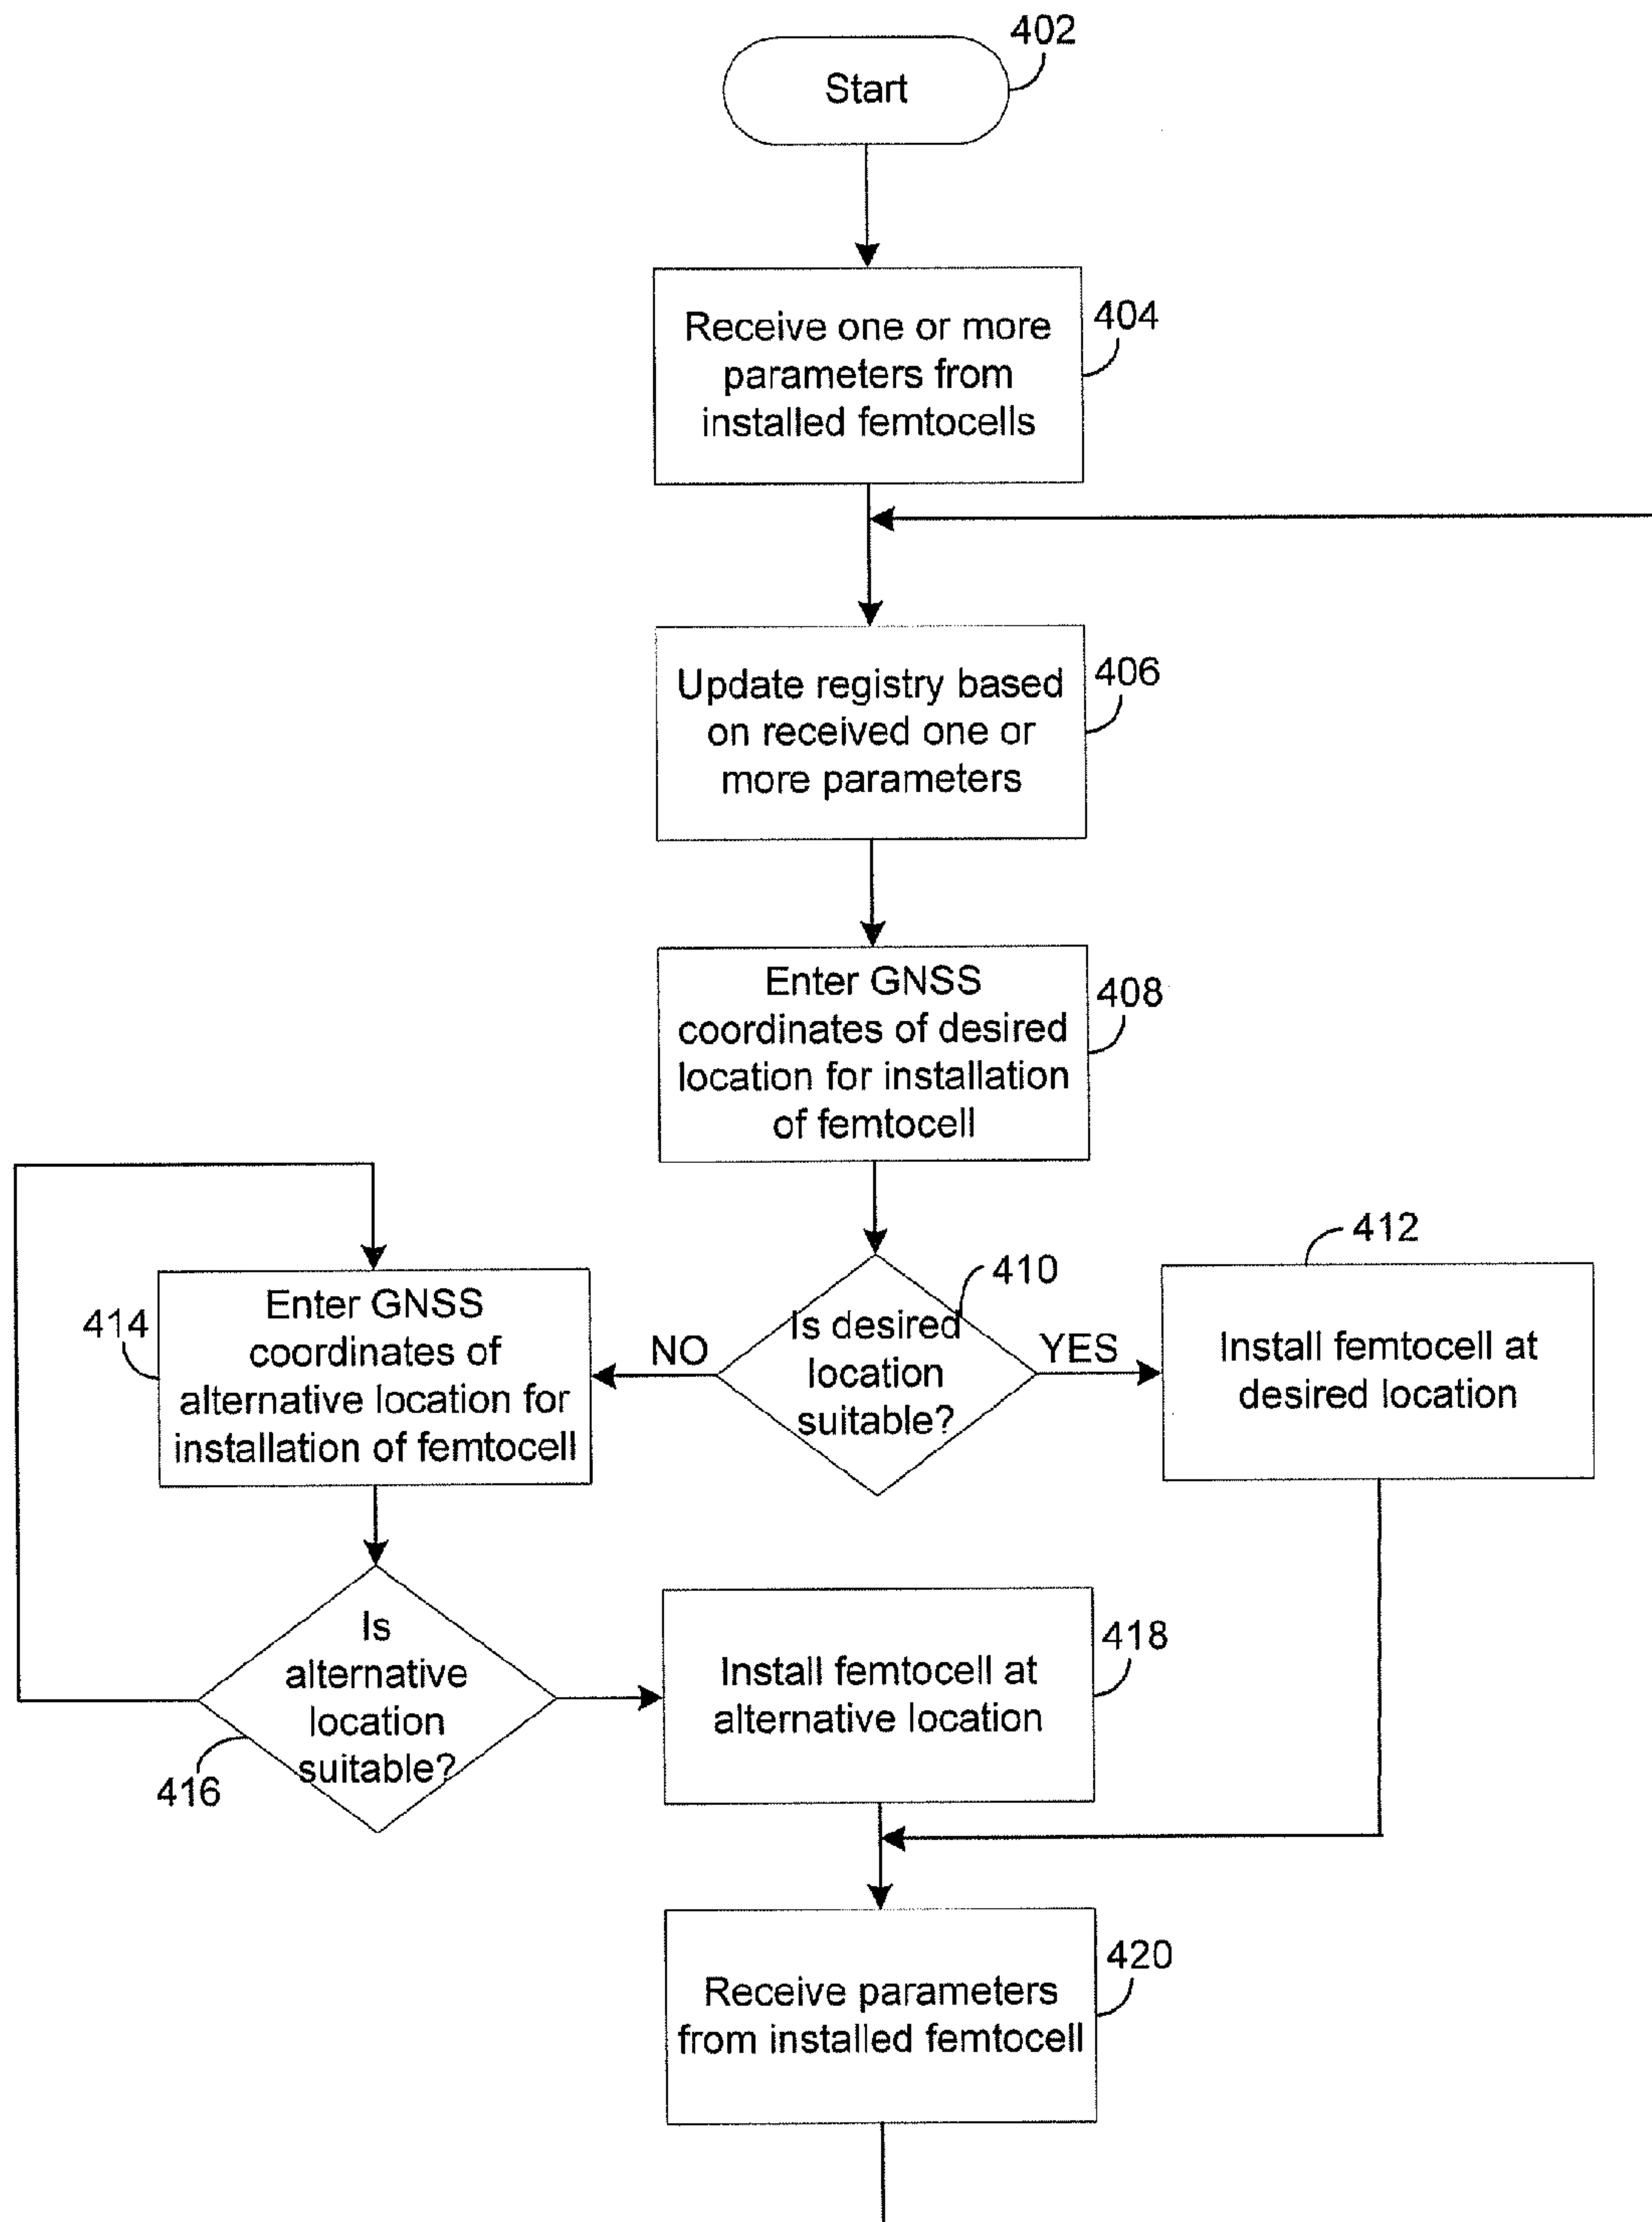 402
Start
404
Receive one or more
parameters from
installed femtocells
406
Update registry based
on received one or
more parameters
408
Enter GNSS
coordinates of desired
location for installation
of femtocell
410
Is desired
location
suitable?
NO
YES
412
Install femtocell at
desired location
414
Enter GNSS
coordinates of
alternative location for
installation of femtocell
416
Is
alternative
location
suitable?
418
Install femtocell at
alternative location
420
Receive parameters
from installed femtocell